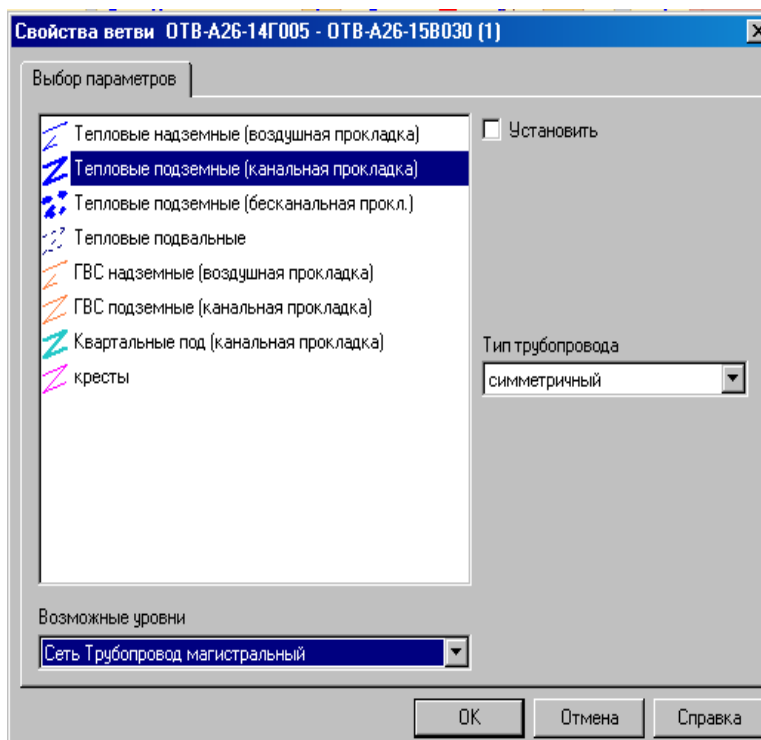 Свойства ветви ОТВ-А26-14Г005 - ОТВ-А26-15В030 (1)
Выбор параметров
Тепловые надземные (воздушная прокладка)
Тепловые подземные (канальная прокладка)
Тепловые подземные (бесканальная прокл.)
Тепловые подвальные
ГВС надземные (воздушная прокладка)
ГВС подземные (канальная прокладка)
Квартальные под (канальная прокладка)
кресты
Установить
Тип трубопровода
симметричный
Возможные уровни
Сеть Трубопровод магистральный
ОК
Отмена
Справка